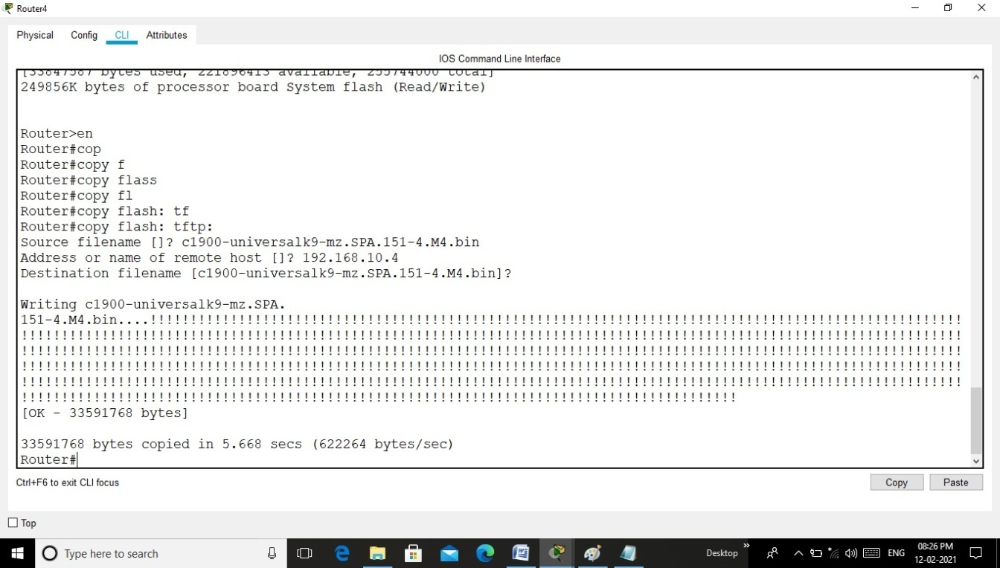 Router4
Physical Config CLI Attributes
IOS Command Line Interface
[33847587 bytes used, 221896413 available, 255744000 total]
249856K bytes of processor board System flash (Read/Write)
Router>en
Router#cop
Router#copy f
Router#copy flass
Router#copy fl
Router#copy flash: tf
Router#copy flash: tftp:
Source filename []? c1900-universalk9-mz.SPA.151-4.M4.bin
Address or name of remote host []? 192.168.10.4
Destination filename [c1900-universalk9-mz.SPA.151-4.M4.bin]?
Writing c1900-universalk9-mz.SPA.
151-4.M4.bin....!!!!!!!!!!!!!!!!!!!!!!!!!!!!!!!!!!!!!!!!!!!!!!!!!!!!!!!!!!!!!!!!!!!!!!!!!!!!!!!!!!!!!!!!!!!!!!!!!!!!!
!!!!!!!!!!!!!!!!!!!!!!!!!!!!!!!!!!!!!!!!!!!!!!!!!!!!!!!!!!!!!!!!!!!!!!!!!!!!!!!!!!!!!!!!!!!!!!!!!!!!!!!!!!!!!!!!!!!!!
!!!!!!!!!!!!!!!!!!!!!!!!!!!!!!!!!!!!!!!!!!!!!!!!!!!!!!!!!!!!!!!!!!!!!!!!!!!!!!!!!!!!!!!!!!!!!!!!!!!!!!!!!!!!!!!!!!!!!
!!!!!!!!!!!!!!!!!!!!!!!!!!!!!!!!!!!!!!!!!!!!!!!!!!!!!!!!!!!!!!!!!!!!!!!!!!!!!!!!!!!!!!!!!!!!!!!!!!!!!!!!!!!!!!!!!!!!!
!!!!!!!!!!!!!!!!!!!!!!!!!!!!!!!!!!!!!!!!!!!!!!!!!!!!!!!!!!!!!!!!!!!!!!!!!!!!!!!!!!!!!!!!!!!!!!!!!!!!!!!!!!!!!!!!!!!!!
!!!!!!!!!!!!!!!!!!!!!!!!!!!!!!!!!!!!!!!!!!!!!!!!!!!!!!!!!!!!!!!!!!!!!!!!!!!!!!!!!!!!!!!!!
[OK - 33591768 bytes]
33591768 bytes copied in 5.668 secs (622264 bytes/sec)
Router#
Ctrl+F6 to exit CLI focus
Copy Paste
Top
Type here to search
Desktop
ENG
08:26 PM
12-02-2021